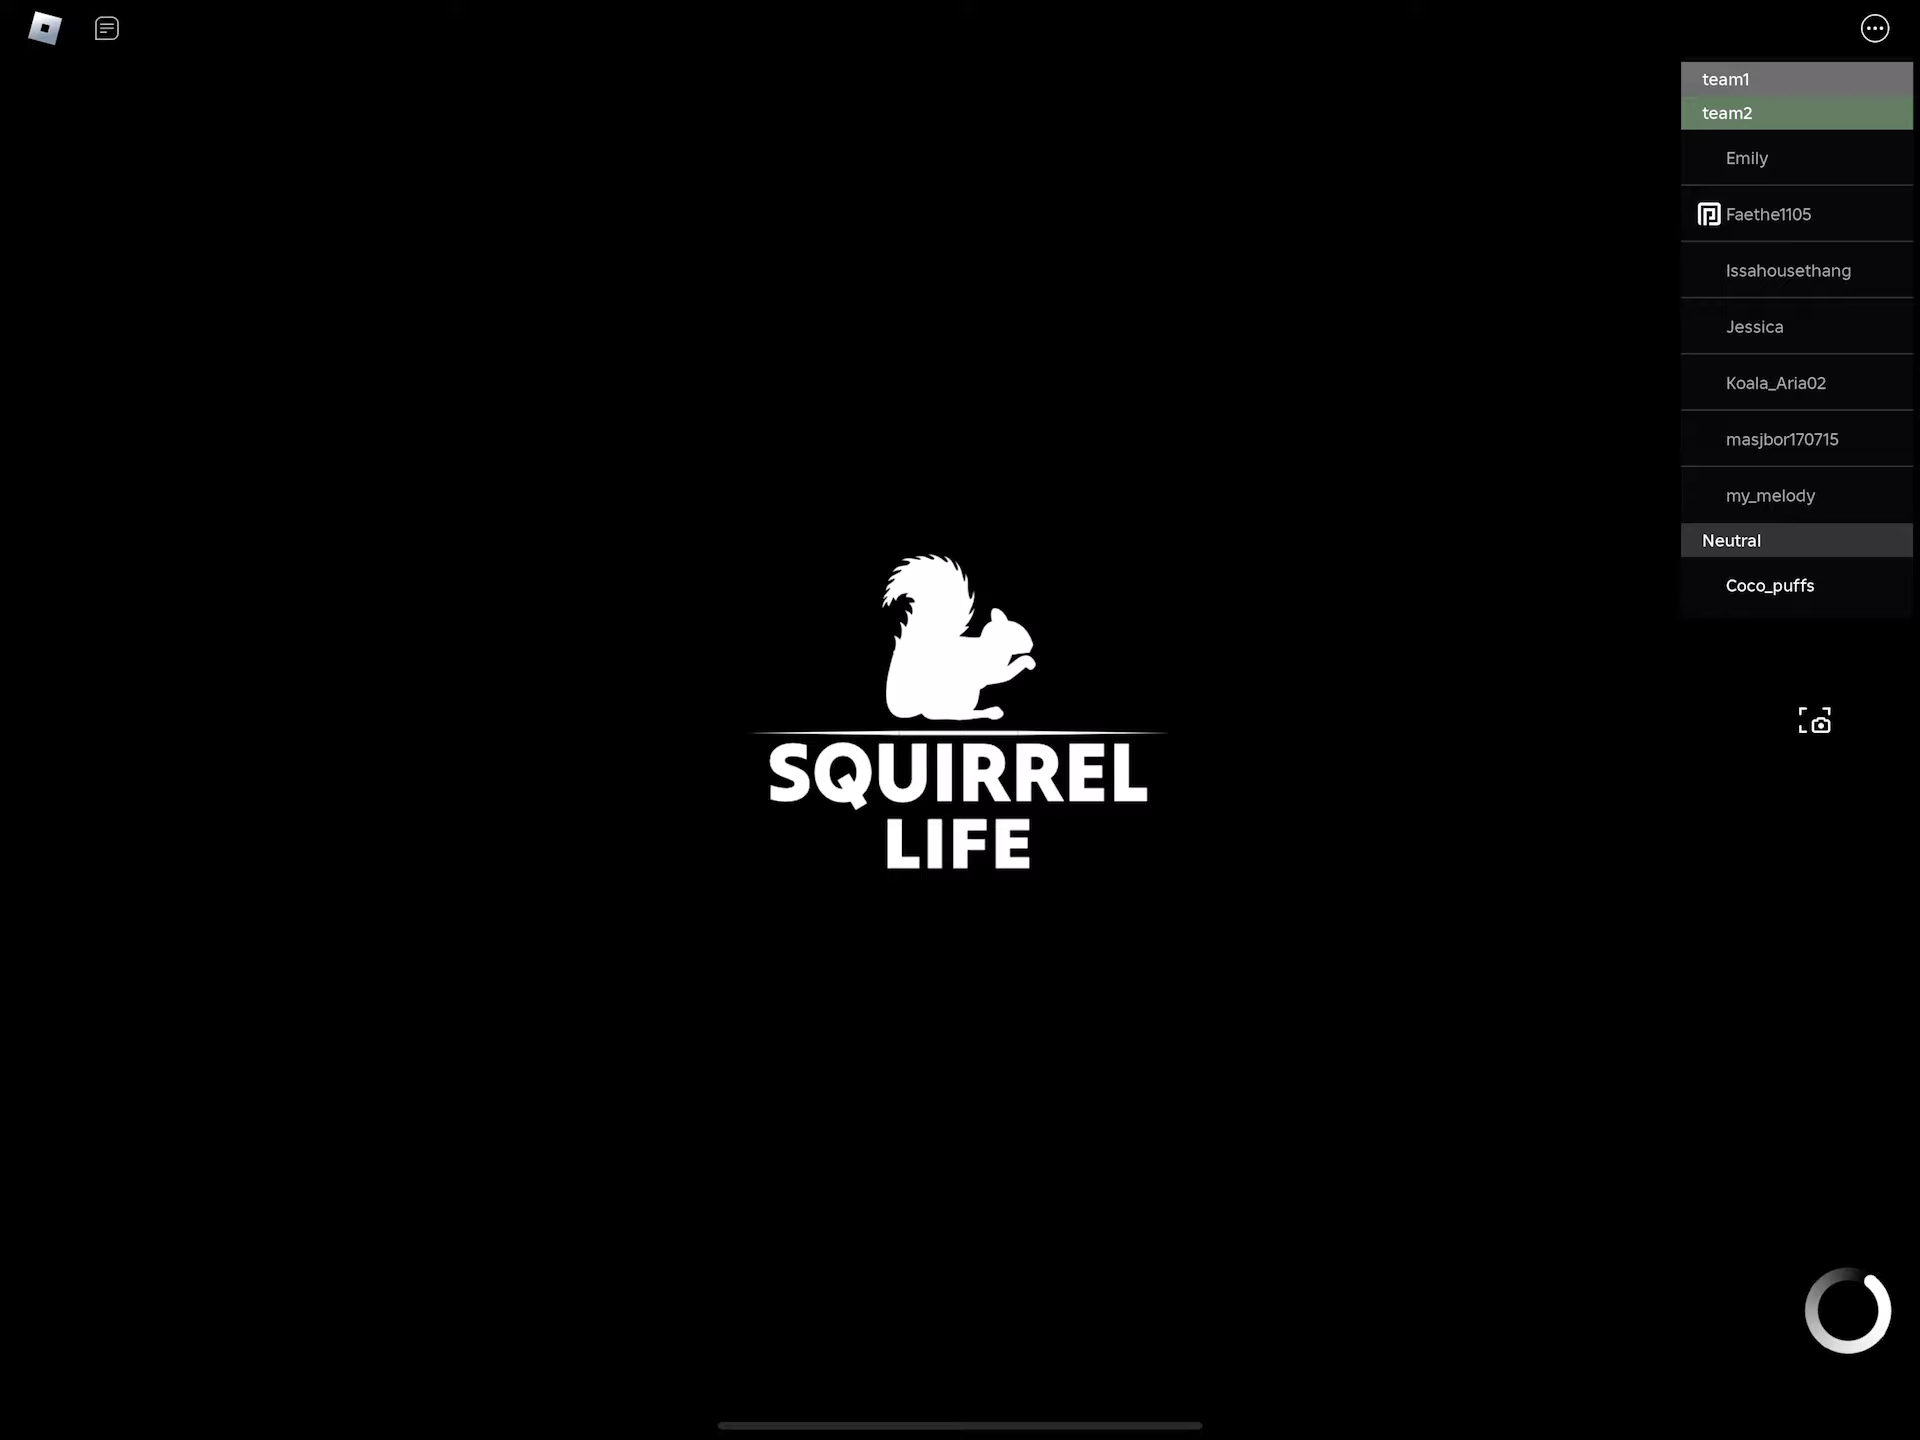 team1
team2
Emily
Faethe1105
Issahousethang
Jessica
Koala_Aria02
masjbor170715
my_melody
Neutral
Coco_puffs
SQUIRREL
LIFE